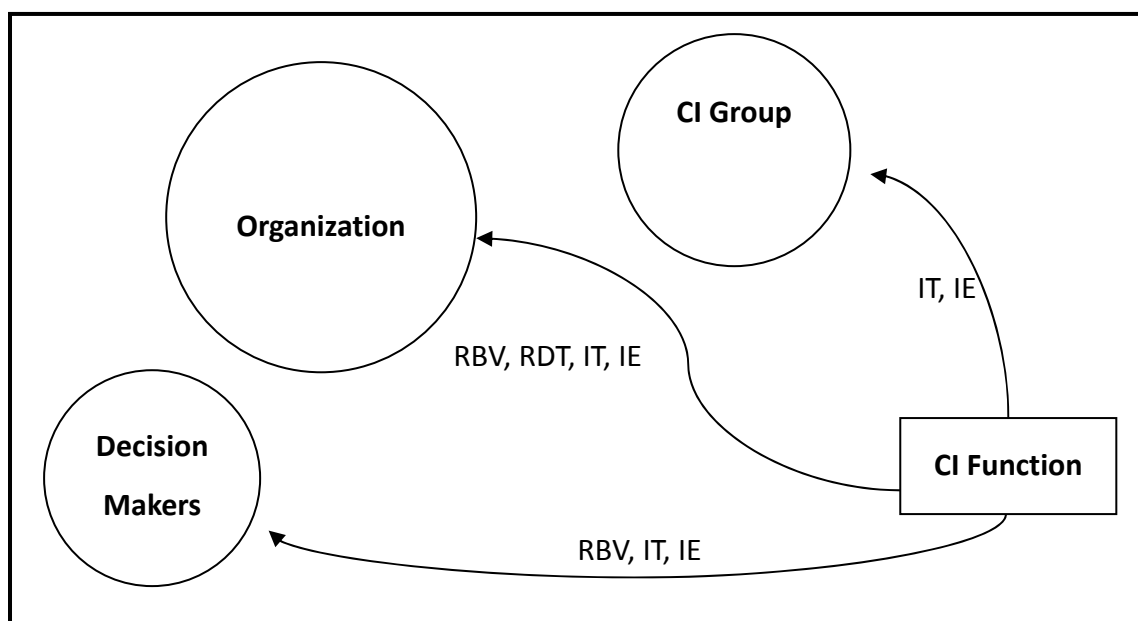 CI Group
Organization
IT, IE
RBV, RDT, IT, IE
Decision
Makers
CI Function
RBV, IT, IE